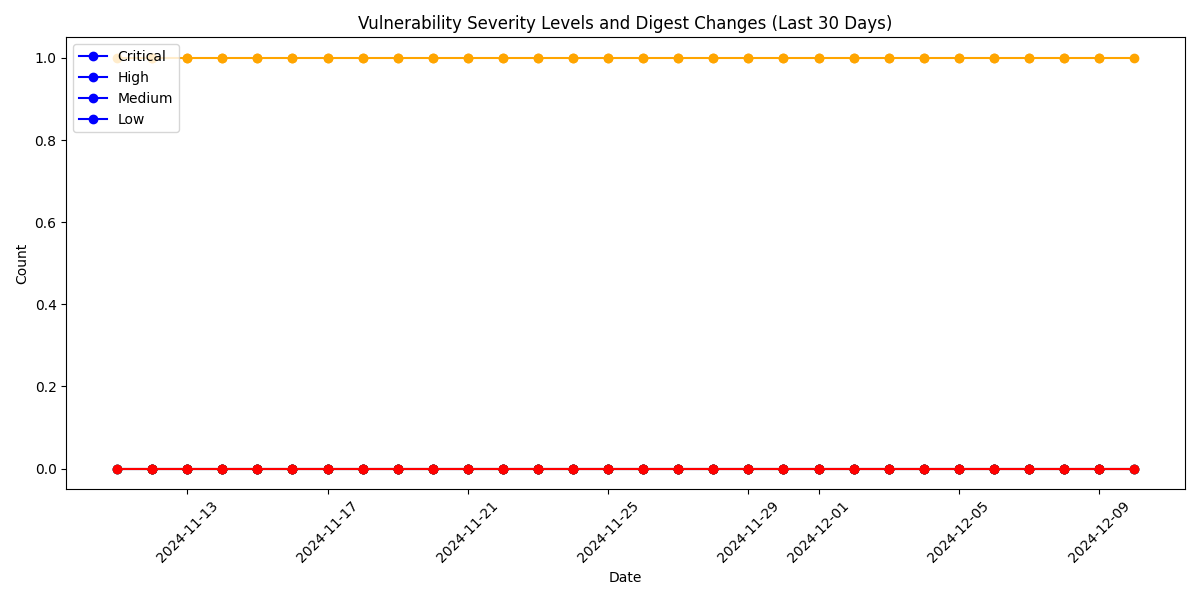 Vulnerability Severity Levels and Digest Changes (Last 30 Days)
Critical
High
Medium
Low
Count
1.0
0.8
0.6
0.4
0.2
0.0
2024-11-13
2024-11-17
2024-11-21
2024-11-25
2024-11-29
2024-12-01
2024-12-05
2024-12-09
Date